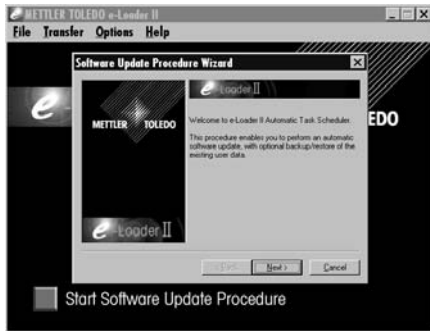 METTLER TOLEDO e-Loader II
File Transfer Options Help
Software Update Procedure Wizard
e-Loader II
METTLER TOLEDO
Welcome to e-Loader II Automatic Task Scheduler.
This procedure enables you to perform an automatic
software update, with optional backup/restore of the
existing user data.
e-Loader II
< Back
Next >
Cancel
e
EDO
Start Software Update Procedure